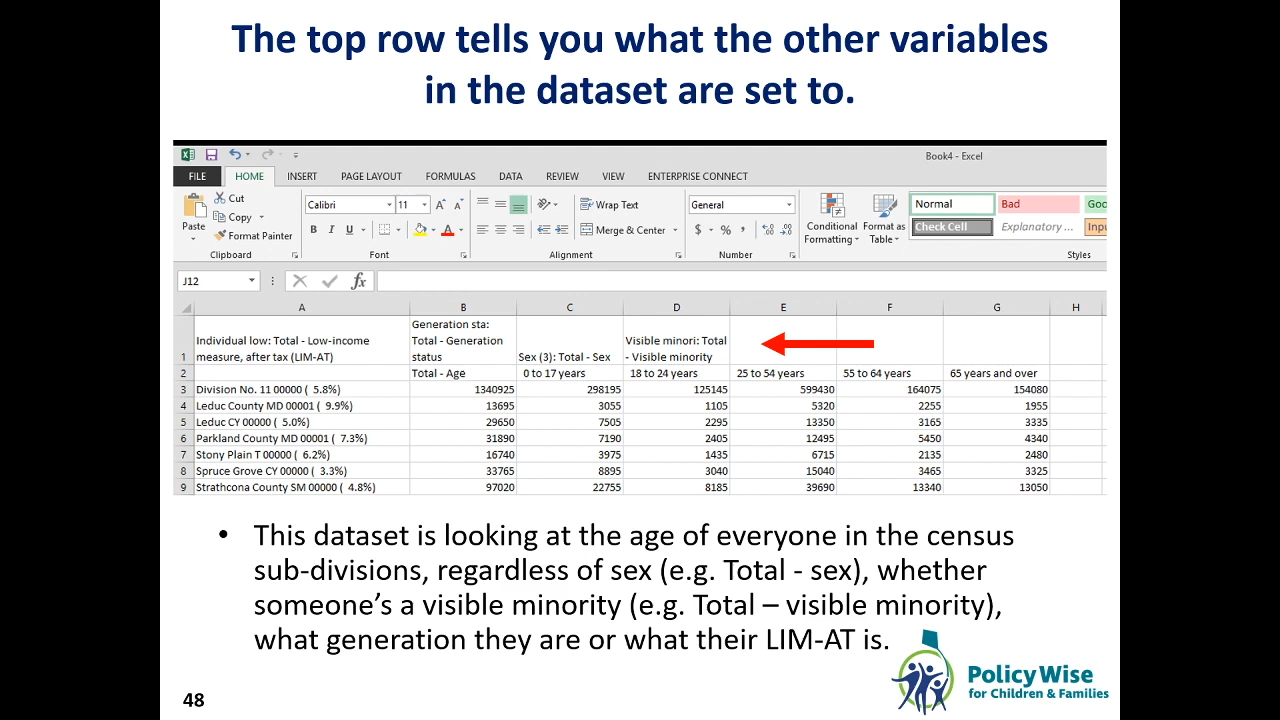 The top row tells you what the other variables
in the dataset are set to.
Book4 - Excel
FILE HOME INSERT PAGE LAYOUT FORMULAS DATA REVIEW VIEW ENTERPRISE CONNECT
Cut
Copy
Format Painter
Paste
Clipboard
Calibri 11
B I U
Font
Wrap Text
Merge & Center
Alignment
General
$ % ,
Number
Conditional
Formatting
Format as
Table
Normal Bad Goo
Check Cell Explanatory ... Inpu
Styles
J12 fx
A B C D E F G H
Generation sta: Visible minori: Total
Individual low: Total - Low-income Total - Generation
1 measure, after tax (LIM-AT) status Sex (3): Total - Sex - Visible minority
2 Total - Age 0 to 17 years 18 to 24 years 25 to 54 years 55 to 64 years 65 years and over
3 Division No. 11 00000 ( 5.8%) 1340925 298195 125145 599430 164075 154080
4 Leduc County MD 00001 ( 9.9%) 13695 3055 1105 5320 2255 1955
5 Leduc CY 00000 ( 5.0%) 29650 7505 2295 13350 3165 3335
6 Parkland County MD 00001 ( 7.3%) 31890 7190 2405 12495 5450 4340
7 Stony Plain T 00000 ( 6.2%) 16740 3975 1435 6715 2135 2480
8 Spruce Grove CY 00000 ( 3.3%) 33765 8895 3040 15040 3465 3325
9 Strathcona County SM 00000 ( 4.8%) 97020 22755 8185 39690 13340 13050
• This dataset is looking at the age of everyone in the census
sub-divisions, regardless of sex (e.g. Total - sex), whether
someone’s a visible minority (e.g. Total – visible minority),
what generation they are or what their LIM-AT is.
PolicyWise
for Children & Families
48